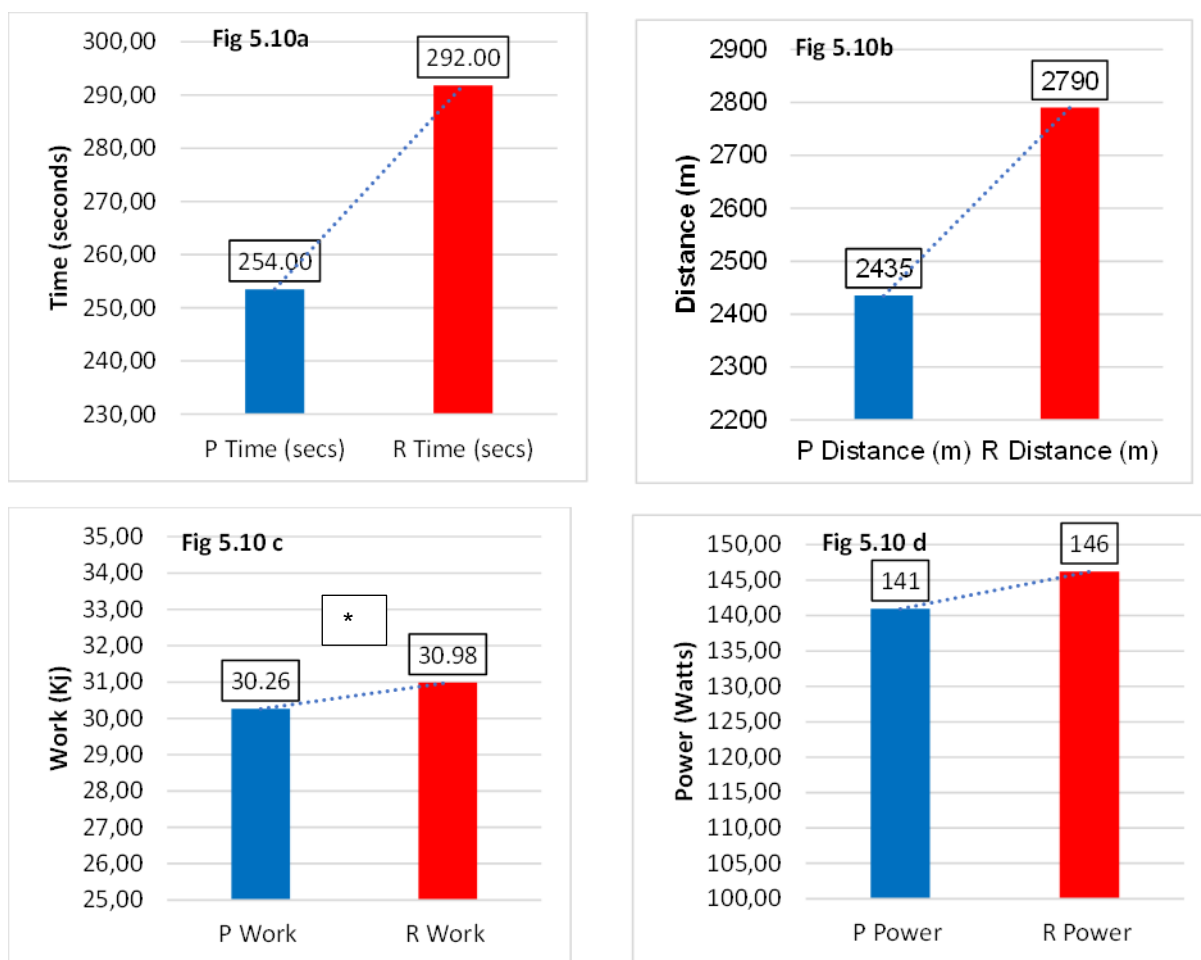 Fig 5.10a
300,00
290,00
280,00
270,00
260,00
250,00
240,00
230,00
Time (seconds)
254.00
292.00
P Time (secs)
R Time (secs)
Fig 5.10b
2900
2800
2700
2600
2500
2400
2300
2200
Distance (m)
2435
2790
P Distance (m)
R Distance (m)
Fig 5.10 c
35,00
34,00
33,00
32,00
31,00
30,00
29,00
28,00
27,00
26,00
25,00
Work (Kj)
*
30.26
30.98
P Work
R Work
Fig 5.10 d
150,00
145,00
140,00
135,00
130,00
125,00
120,00
115,00
110,00
105,00
100,00
Power (Watts)
141
146
P Power
R Power